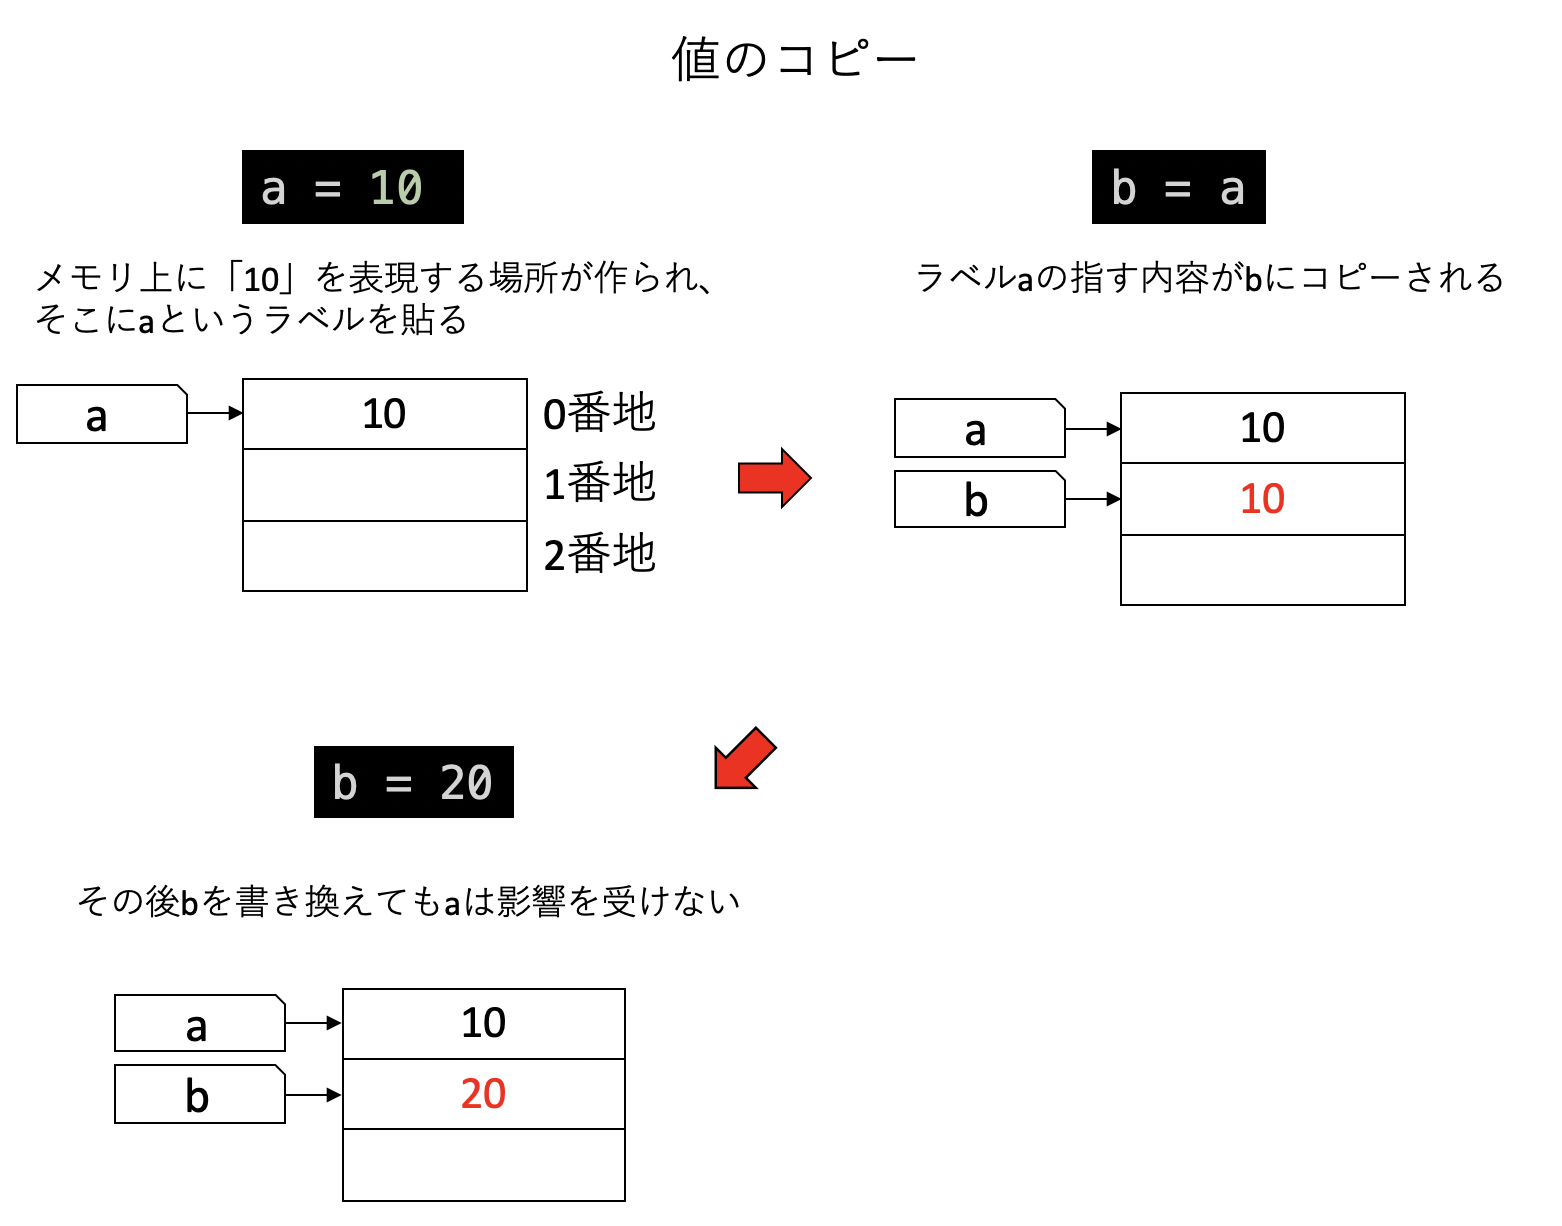 値のコピー
a = 10
メモリ上に「10」を表現する場所が作られ、
そこにaというラベルを貼る
a
10
0番地
1番地
2番地
b = a
ラベルaの指す内容がbにコピーされる
a
10
b
10
b = 20
その後bを書き換えてもaは影響を受けない
a
10
b
20